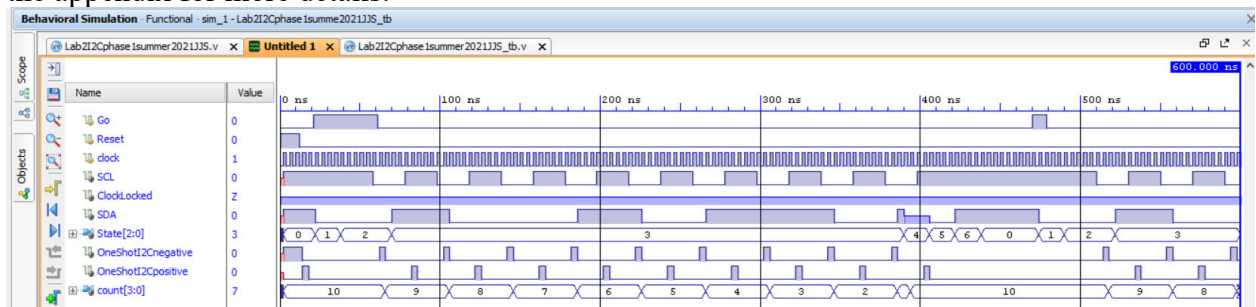 the appendix for more details.
Behavioral Simulation - Functional - sim_1 - Lab2I2Cphase1summe2021JJS_tb
Lab2I2Cphase1summer2021JJS.v Untitled 1 Lab2I2Cphase1summer2021JJS_tb.v
Scope
Objects
600.000 ns
Name Value 0 ns 100 ns 200 ns 300 ns 400 ns 500 ns
Go 0
Reset 0
clock 1
SCL 0
ClockLocked Z
SDA 0
State[2:0] 3 0 1 2 3 4 5 6 0 1 2 3
OneShotI2Cnegative 0
OneShotI2Cpositive 0
count[3:0] 7 10 9 8 7 6 5 4 3 2 10 9 8